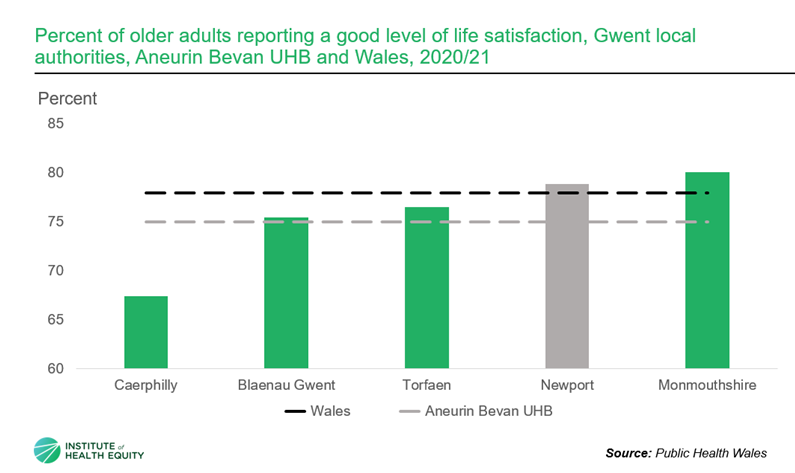 Percent of older adults reporting a good level of life satisfaction, Gwent local
authorities, Aneurin Bevan UHB and Wales, 2020/21
Percent
85
80
75
70
65
60
Caerphilly Blaenau Gwent Torfaen Newport Monmouthshire
Wales Aneurin Bevan UHB
INSTITUTE of
HEALTH EQUITY
Source: Public Health Wales